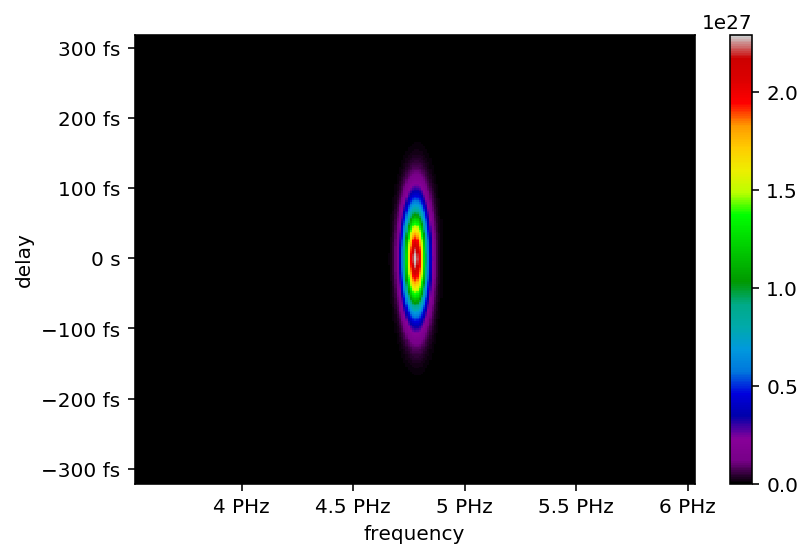 1e27
300 fs
200 fs
100 fs
0 s
−100 fs
−200 fs
−300 fs
delay
4 PHz 4.5 PHz 5 PHz 5.5 PHz 6 PHz
frequency
2.0
1.5
1.0
0.5
0.0